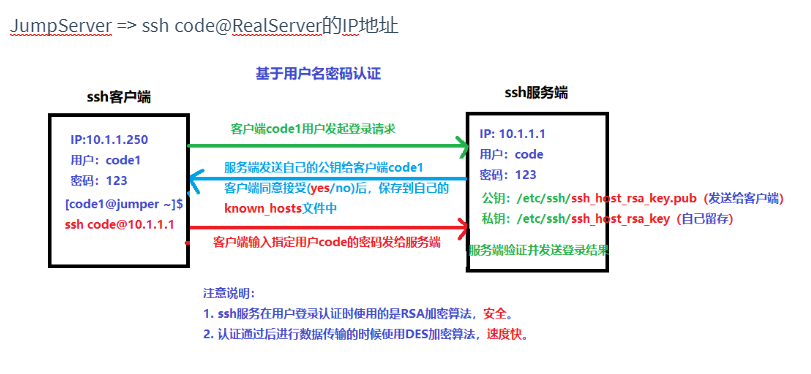 JumpServer => ssh code@RealServer的IP地址
基于用户名密码认证
ssh客户端
ssh服务端
IP:10.1.1.250
用户：code1
密码：123
[code1@jumper ~]$
ssh code@10.1.1.1
客户端code1用户发起登录请求
服务端发送自己的公钥给客户端code1
客户端同意接受(yes/no)后，保存到自己的
known_hosts文件中
客户端输入指定用户code的密码发给服务端
IP: 10.1.1.1
用户：code
密码：123
公钥：/etc/ssh/ssh_host_rsa_key.pub（发送给客户端）
私钥：/etc/ssh/ssh_host_rsa_key（自己留存）
服务端验证并发送登录结果
注意说明：
1. ssh服务在用户登录认证时使用的是RSA加密算法，安全。
2. 认证通过后进行数据传输的时候使用DES加密算法，速度快。